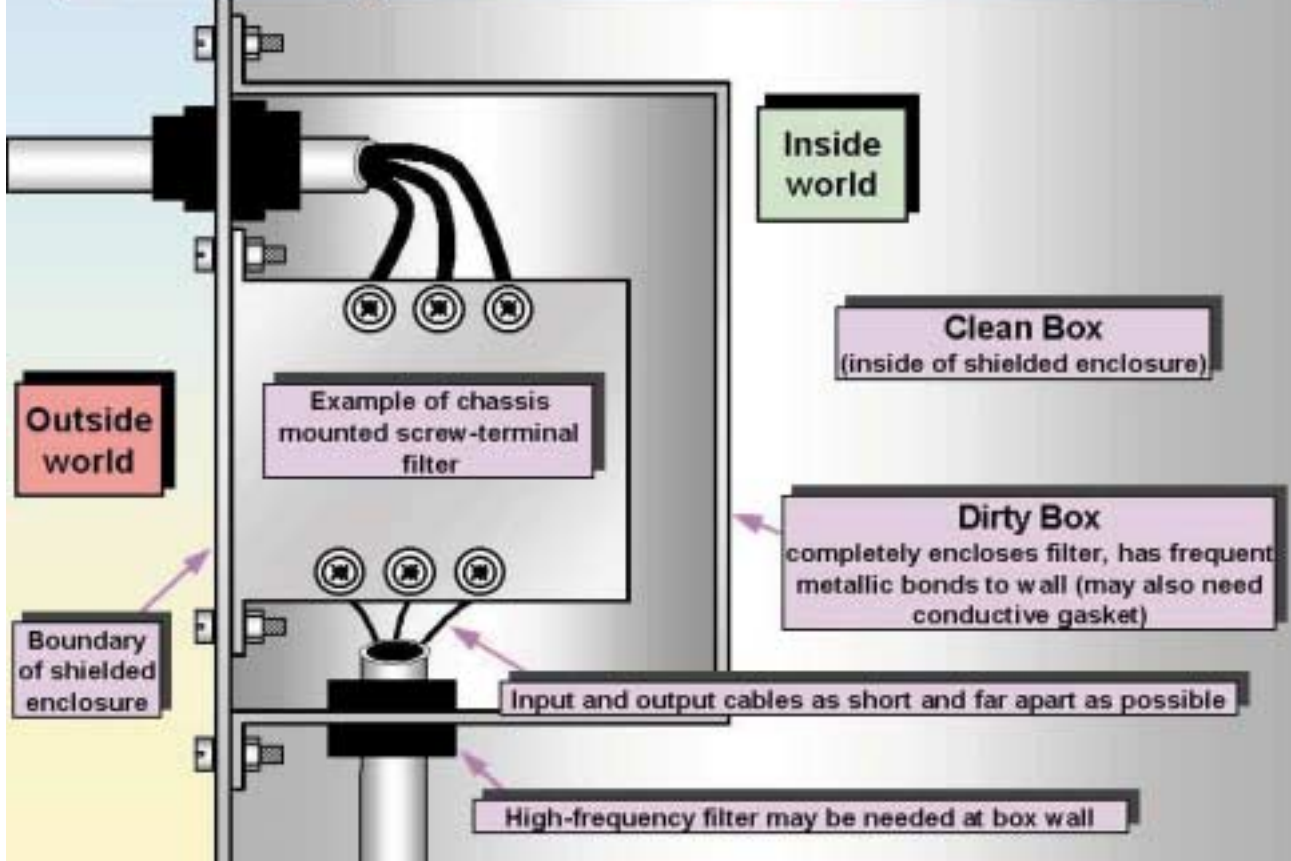 Inside
world
Clean Box
(inside of shielded enclosure)
Example of chassis
mounted screw-terminal
filter
Outside
world
Dirty Box
completely encloses filter, has frequent
metallic bonds to wall (may also need
conductive gasket)
Boundary
of shielded
enclosure
Input and output cables as short and far apart as possible
High-frequency filter may be needed at box wall